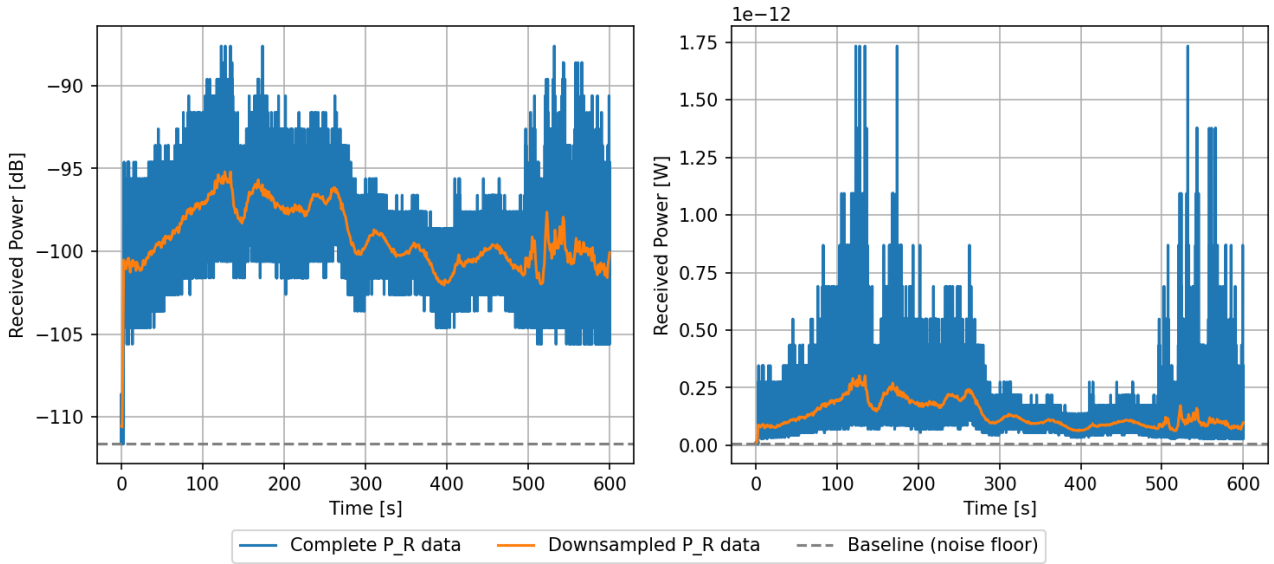 1e−12
−90
−95
−100
−105
−110
Received Power [dB]
0 100 200 300 400 500 600
Time [s]
1.75
1.50
1.25
1.00
0.75
0.50
0.25
0.00
Received Power [W]
0 100 200 300 400 500 600
Time [s]
Complete P_R data Downsampled P_R data Baseline (noise floor)